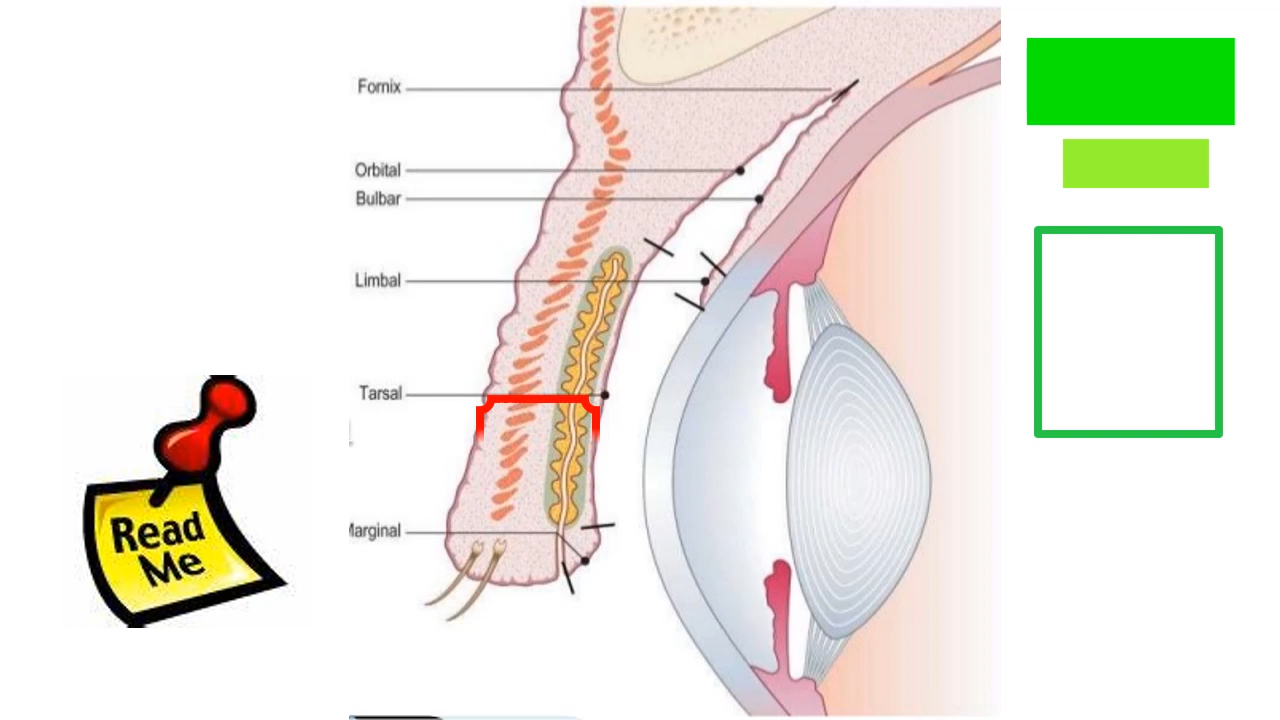 Fornix
Orbital
Bulbar
Limbal
Tarsal
Marginal
Read
Me